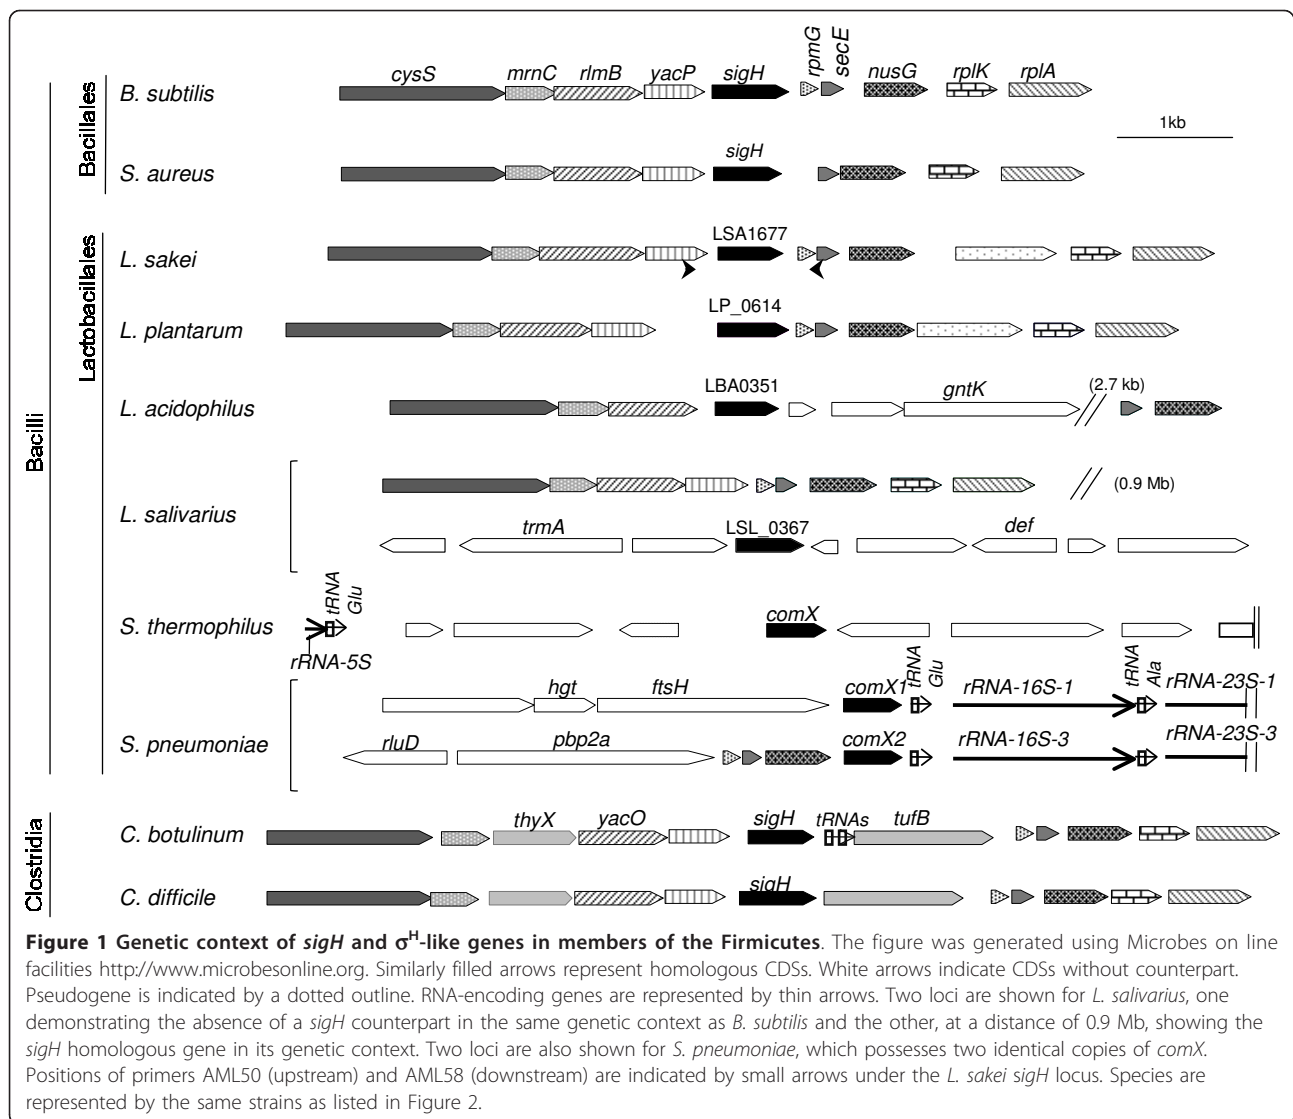 rpmG
secE
cysS mrnC rlmB yacP sigH nusG rplK rplA
B. subtilis
1kb
sigH
S. aureus
Bacillales
LSA1677
L. sakei
LP_0614
L. plantarum
Lactobacillales
LBA0351 gntK (2.7 kb)
L. acidophilus
Bacilli
(0.9 Mb)
L. salivarius
trmA LSL_0367 def
tRNA Glu
S. thermophilus
comX
rRNA-5S
tRNA Glu
tRNA Ala
hgt ftsH comX1 rRNA-16S-1 rRNA-23S-1
S. pneumoniae
rluD pbp2a comX2 rRNA-16S-3 rRNA-23S-3
Clostridia
C. botulinum
thyX yacO sigH tRNAs tufB
C. difficile
sigH
Figure 1 Genetic context of sigH and σH-like genes in members of the Firmicutes. The figure was generated using Microbes on line
facilities http://www.microbesonline.org. Similarly filled arrows represent homologous CDSs. White arrows indicate CDSs without counterpart.
Pseudogene is indicated by a dotted outline. RNA-encoding genes are represented by thin arrows. Two loci are shown for L. salivarius, one
demonstrating the absence of a sigH counterpart in the same genetic context as B. subtilis and the other, at a distance of 0.9 Mb, showing the
sigH homologous gene in its genetic context. Two loci are also shown for S. pneumoniae, which possesses two identical copies of comX.
Positions of primers AML50 (upstream) and AML58 (downstream) are indicated by small arrows under the L. sakei sigH locus. Species are
represented by the same strains as listed in Figure 2.